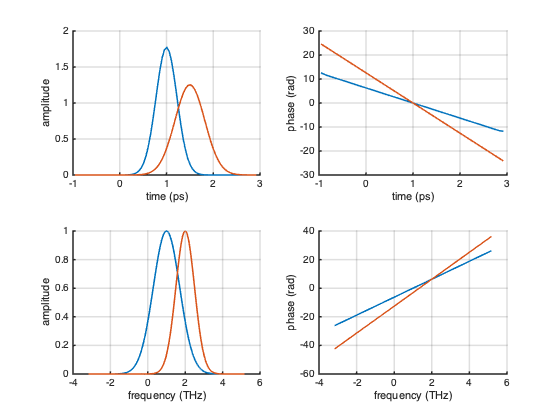 2
1.5
1
0.5
0
amplitude
-1 0 1 2 3
time (ps)
30
20
10
0
-10
-20
-30
phase (rad)
-1 0 1 2 3
time (ps)
1
0.8
0.6
0.4
0.2
0
amplitude
-4 -2 0 2 4 6
frequency (THz)
40
20
0
-20
-40
-60
phase (rad)
-4 -2 0 2 4 6
frequency (THz)